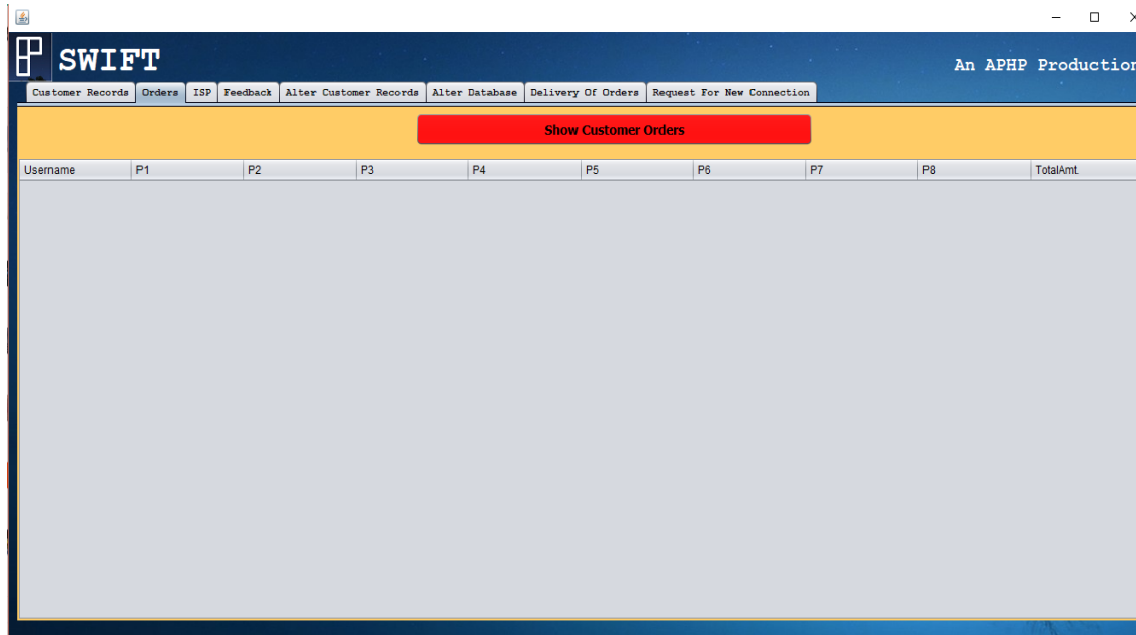 SWIFT
An APHP Production
Customer Records Orders ISP Feedback Alter Customer Records Alter Database Delivery Of Orders Request For New Connection
Show Customer Orders
Username P1 P2 P3 P4 P5 P6 P7 P8 TotalAmt.